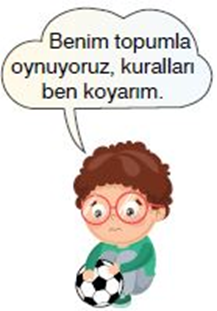 Benim topumla
oynuyoruz, kuralları
ben koyarım.